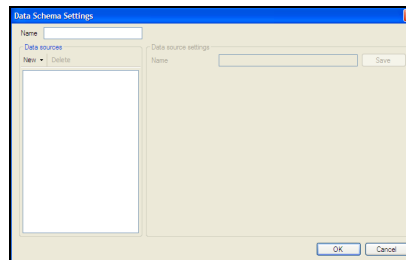 Data Schema Settings
Name
Data sources
New Delete
Data source settings
Name Save
OK Cancel